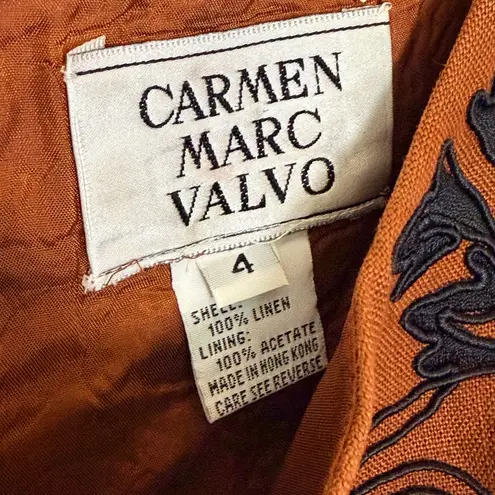 CARMEN
MARC
VALVO
4
SHELL:
100% LINEN
LINING:
100% ACETATE
MADE IN HONG KONG
CARE SEE REVERSE